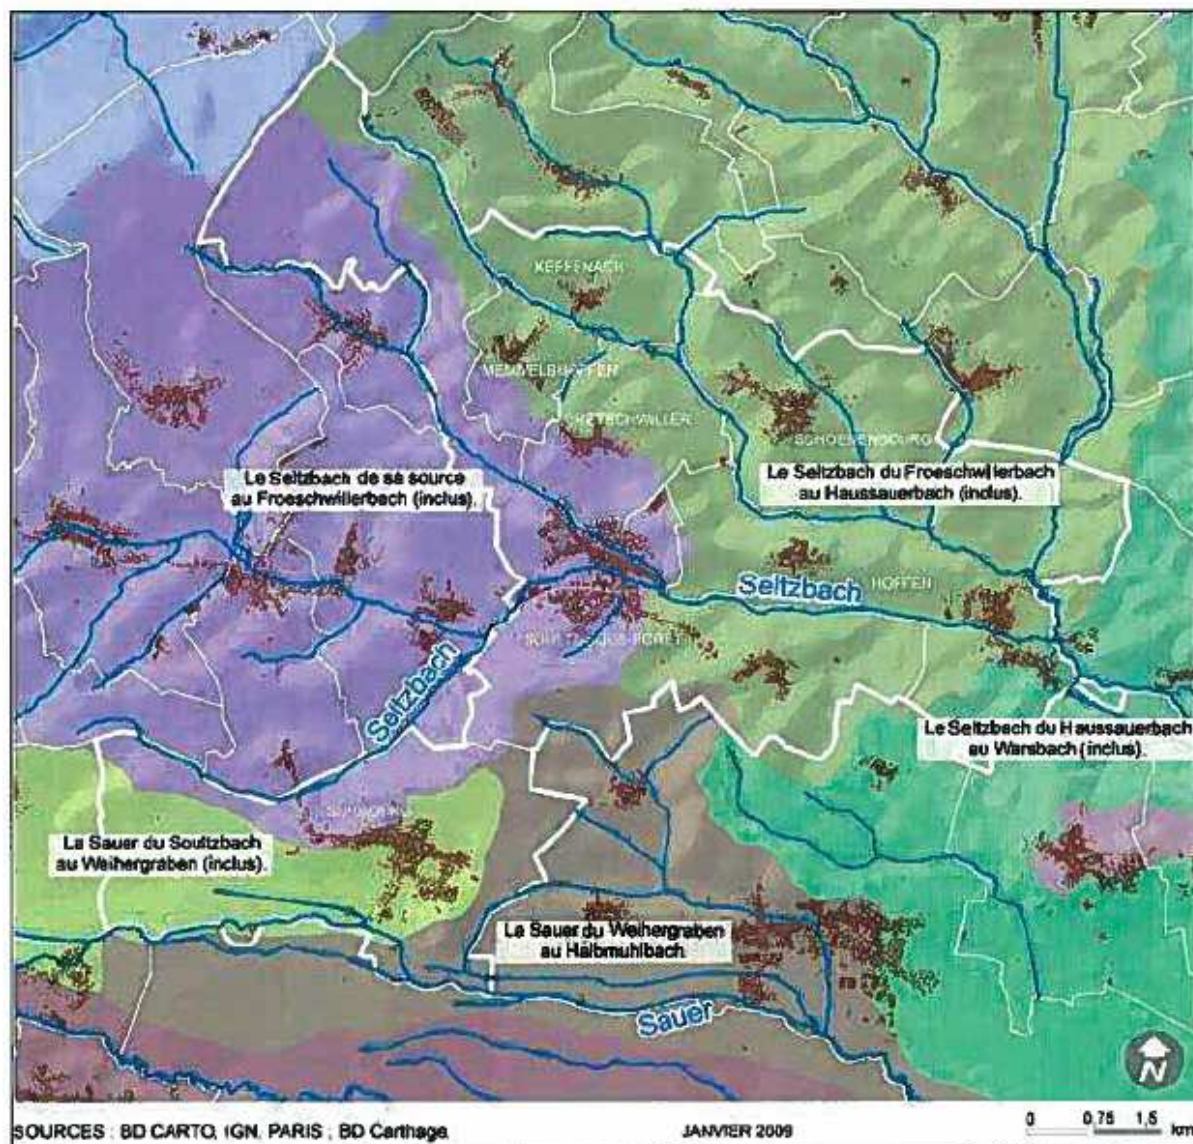 KEFFENACH
MEMMELSHOFFEN
RETSCHWILLER
SCHOENENBOURG
Le Seltzbach de sa source
au Froeschwillerbach (inclus).
Le Seltzbach du Froeschwillerbach
au Haussauerbach (inclus).
Seltzbach
HOFFEN
SOULTZ-SOUS-FORET
Seltzbach
Le Seltzbach du Haussauerbach
au Warsbach (inclus).
La Sauer du Soultzbach
au Weihergraben (inclus).
La Sauer du Weihergraben
au Halbmuhlbach.
Sauer
N
SOURCES : BD CARTO, IGN, PARIS ; BD Carthage
JANVIER 2009
0 0,75 1,5
km